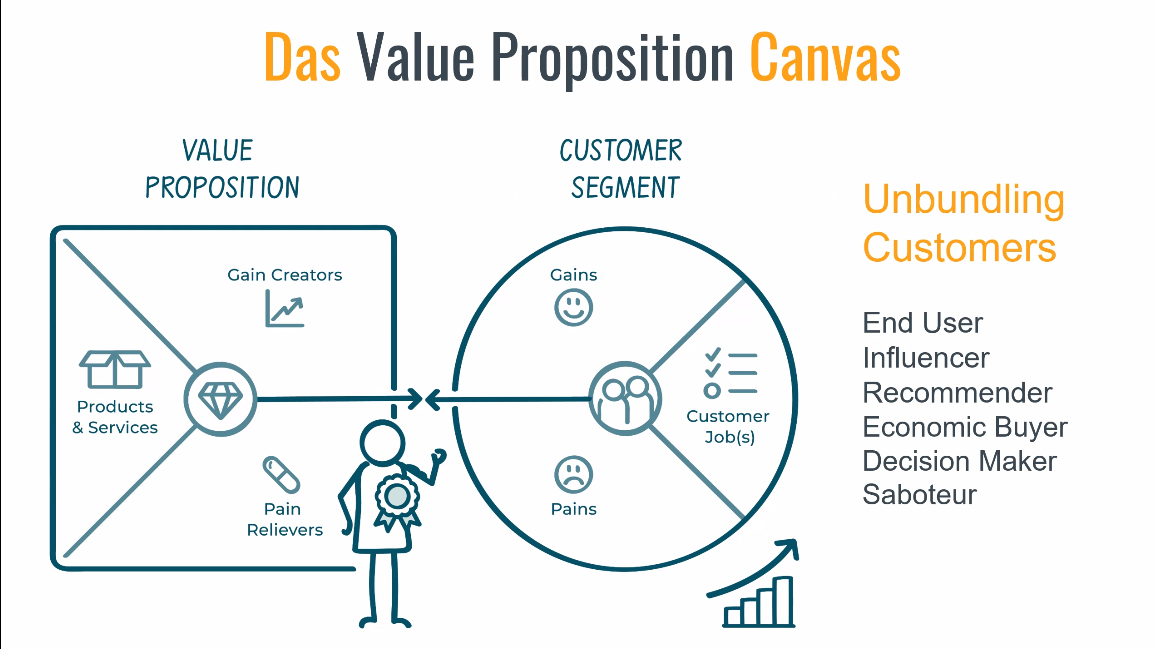 Das Value Proposition Canvas
VALUE
PROPOSITION
Gain Creators
Products
& Services
Pain
Relievers
CUSTOMER
SEGMENT
Gains
Customer
Job(s)
Pains
Unbundling
Customers
End User
Influencer
Recommender
Economic Buyer
Decision Maker
Saboteur